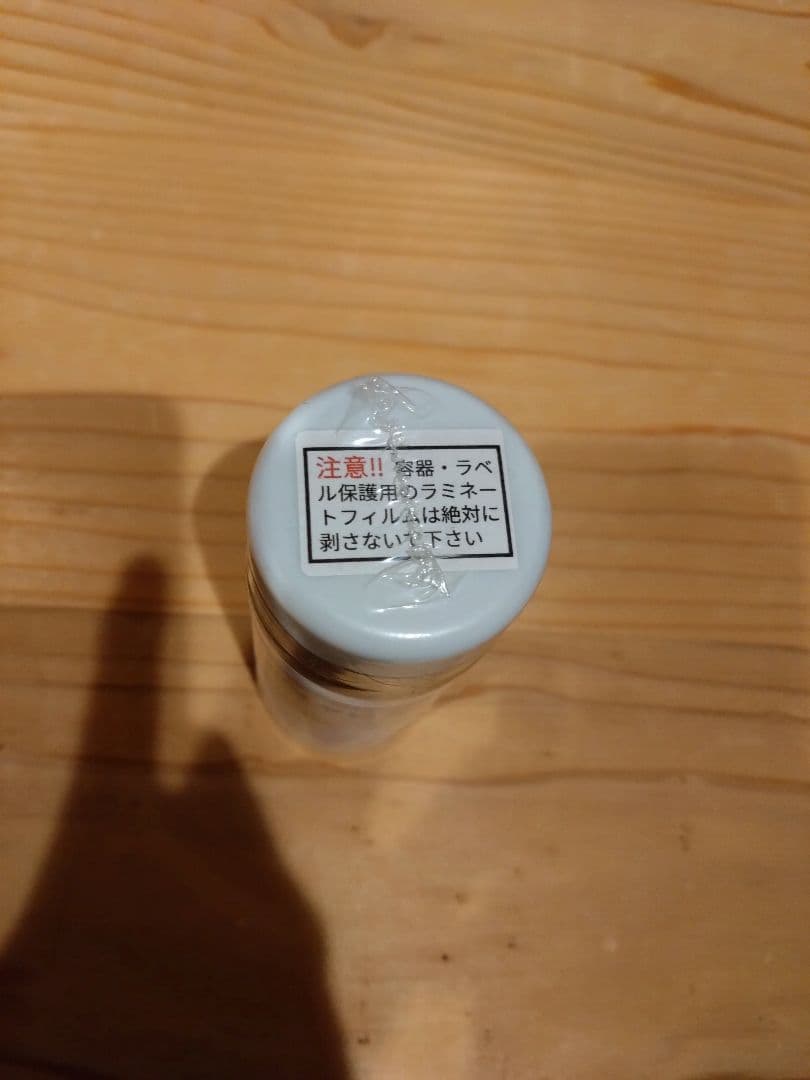 注意!! 容器・ラベ
ル保護用のラミネー
トフィルムは絶対に
剥さないで下さい